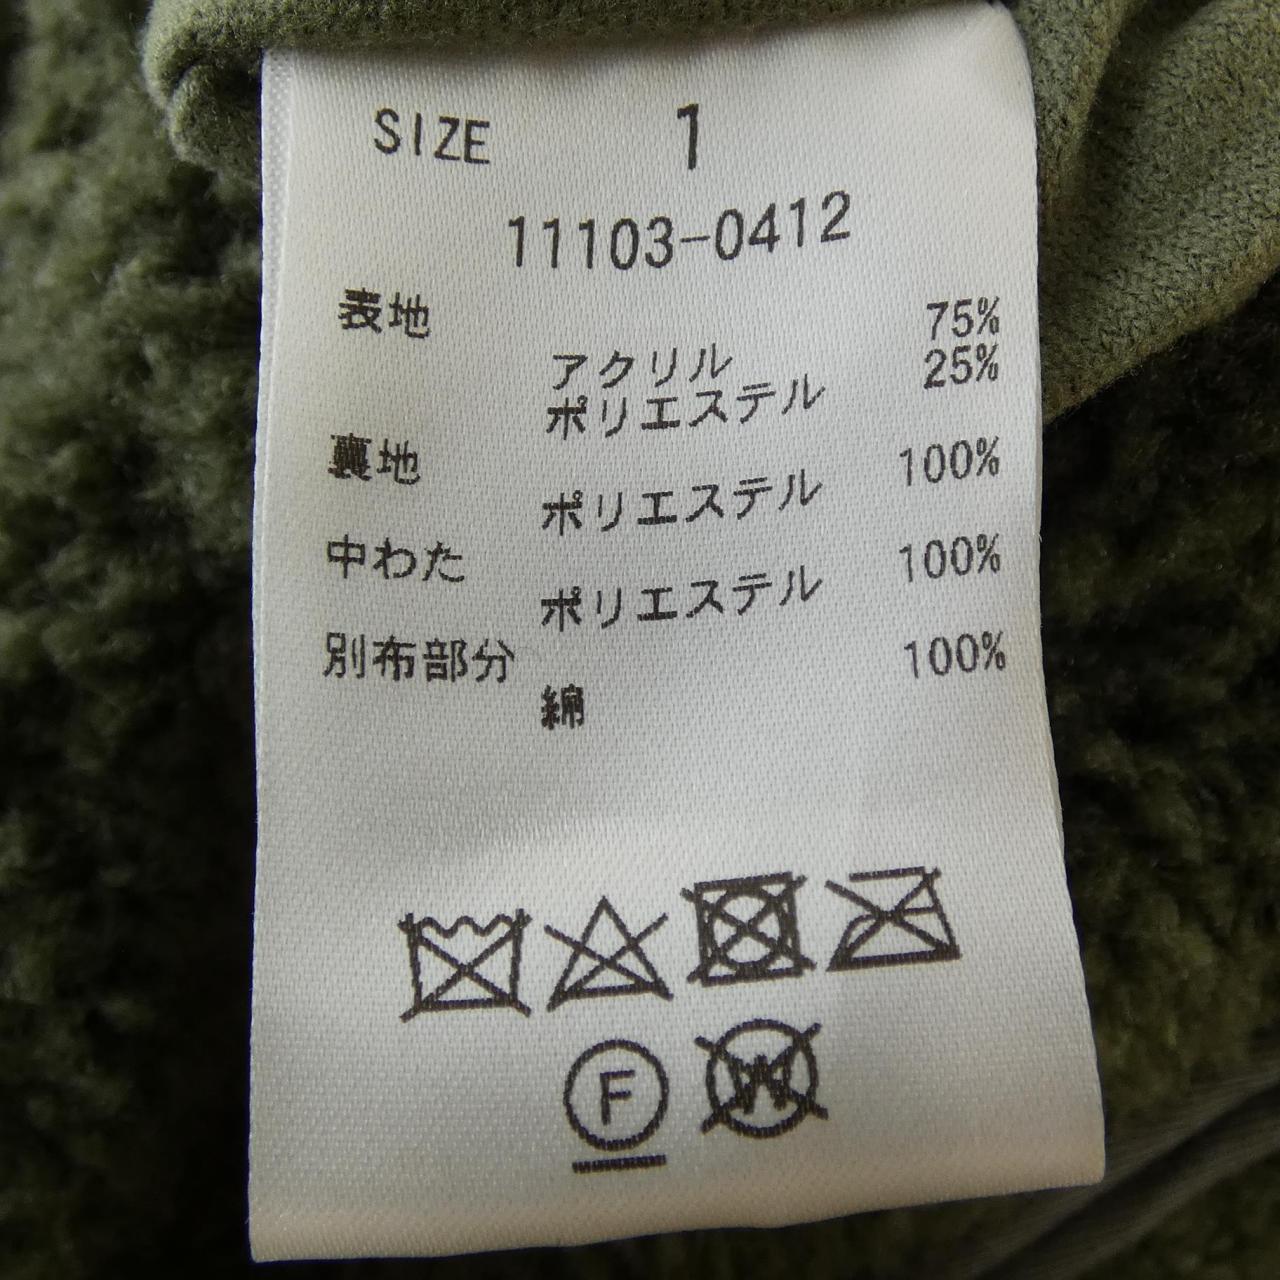 SIZE 1
11103-0412
表地
アクリル 75%
ポリエステル 25%
裏地
ポリエステル 100%
中わた
ポリエステル 100%
別布部分
綿 100%
F W